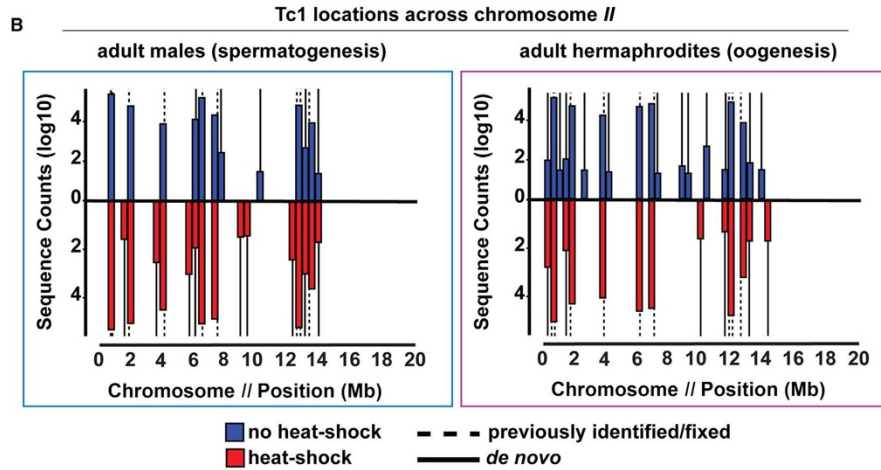 B
Tc1 locations across chromosome II
adult males (spermatogenesis)
adult hermaphrodites (oogenesis)
Sequence Counts (log10)
4
2
0
2
4
0 2 4 6 8 10 12 14 16 18 20
Chromosome II Position (Mb)
Sequence Counts (log10)
4
2
0
2
4
0 2 4 6 8 10 12 14 16 18 20
Chromosome II Position (Mb)
no heat-shock
previously identified/fixed
heat-shock
de novo